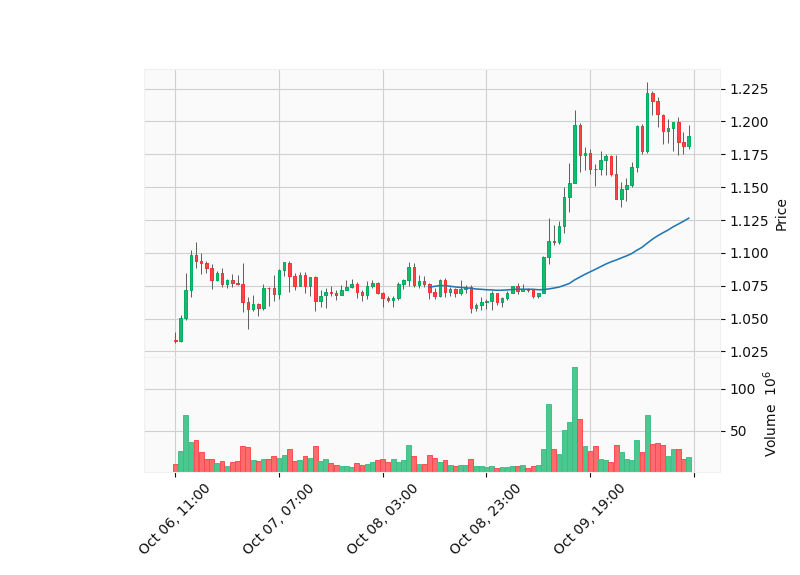 1.225
1.200
1.175
1.150
1.125
1.100
1.075
1.050
1.025
Price
100
50
Volume 10^6
Oct 06, 11:00
Oct 07, 07:00
Oct 08, 03:00
Oct 08, 23:00
Oct 09, 19:00